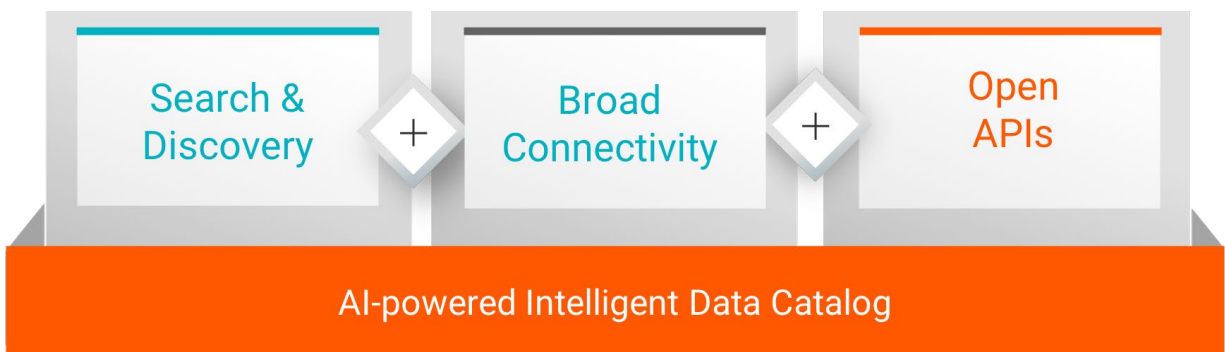 Search &
Discovery
+
Broad
Connectivity
+
Open
APIs
AI-powered Intelligent Data Catalog